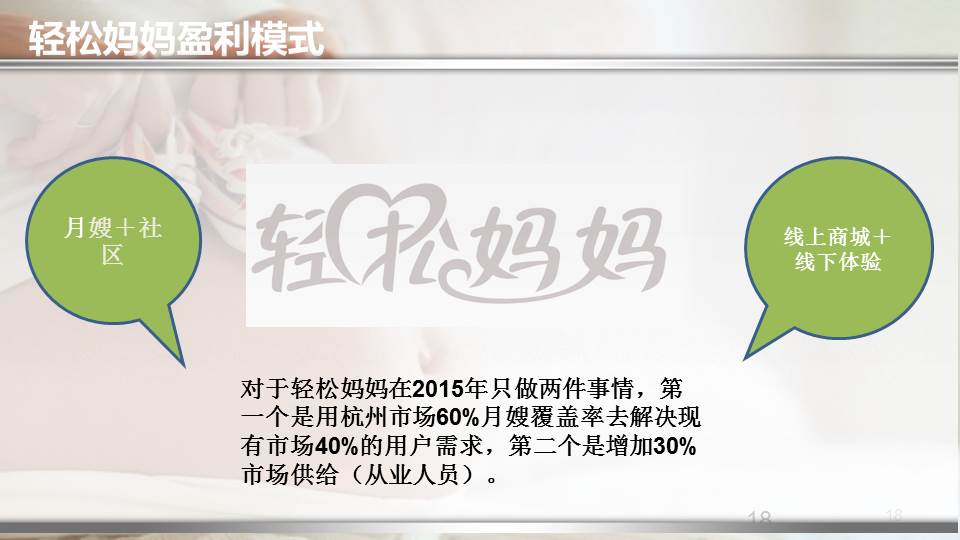 轻松妈妈盈利模式
月嫂＋社
区
轻松妈妈
线上商城＋
线下体验
对于轻松妈妈在2015年只做两件事情，第
一个是用杭州市场60%月嫂覆盖率去解决现
有市场40%的用户需求，第二个是增加30%
市场供给（从业人员）。
18
18